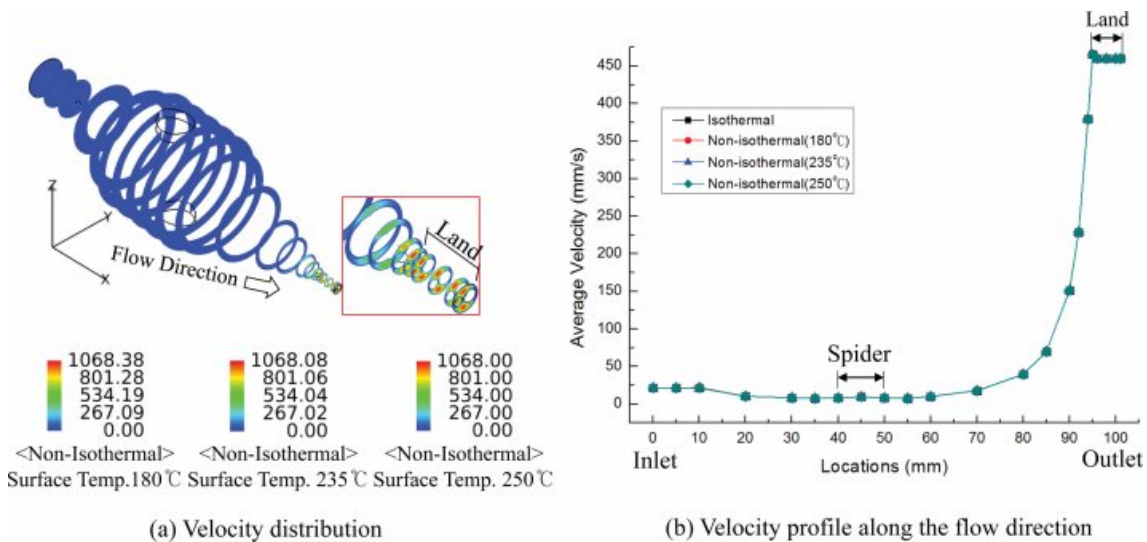 Z
Y
X
Flow Direction
Land
1068.38
801.28
534.19
267.09
0.00
<Non-Isothermal>
Surface Temp.180℃
1068.08
801.06
534.04
267.02
0.00
<Non-Isothermal>
Surface Temp. 235℃
1068.00
801.00
534.00
267.00
0.00
<Non-Isothermal>
Surface Temp. 250℃
(a) Velocity distribution
Land
450
400
350
300
250
200
150
100
50
0
Average Velocity (mm/s)
Isothermal
Non-isothermal(180℃)
Non-isothermal(235℃)
Non-isothermal(250℃)
Spider
0 10 20 30 40 50 60 70 80 90 100
Inlet Locations (mm) Outlet
(b) Velocity profile along the flow direction